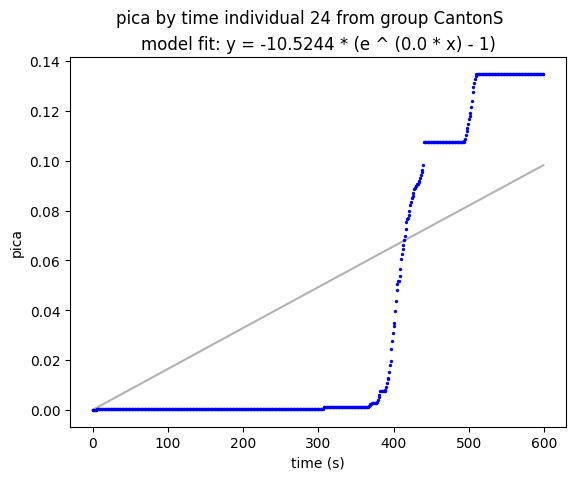 pica by time individual 24 from group CantonS
model fit: y = -10.5244 * (e ^ (0.0 * x) - 1)
0.14
0.12
0.10
0.08
0.06
0.04
0.02
0.00
pica
0 100 200 300 400 500 600
time (s)